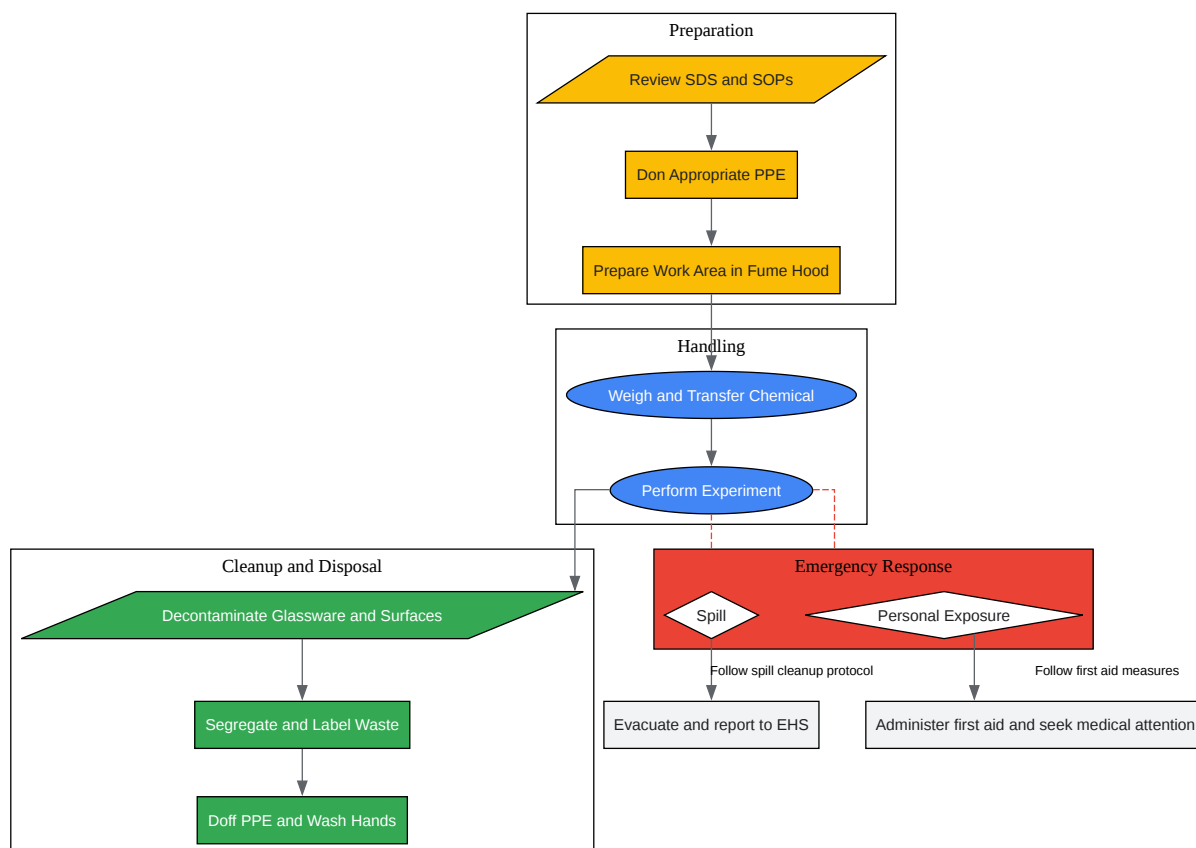 Preparation
Review SDS and SOPs
Don Appropriate PPE
Prepare Work Area in Fume Hood
Handling
Weigh and Transfer Chemical
Perform Experiment
Cleanup and Disposal
Decontaminate Glassware and Surfaces
Segregate and Label Waste
Doff PPE and Wash Hands
Emergency Response
Spill
Personal Exposure
Follow spill cleanup protocol
Follow first aid measures
Evacuate and report to EHS
Administer first aid and seek medical attention